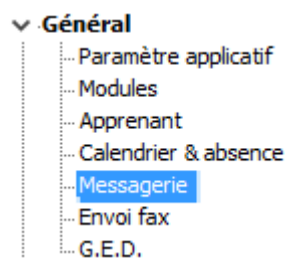 Général
Paramètre applicatif
Modules
Apprenant
Calendrier & absence
Messagerie
Envoi fax
G.E.D.